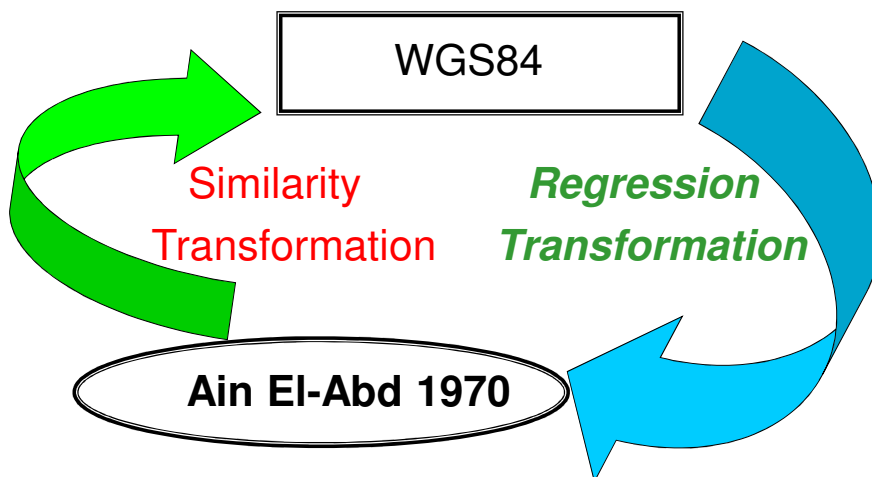 WGS84
Similarity
Transformation
Regression
Transformation
Ain El-Abd 1970